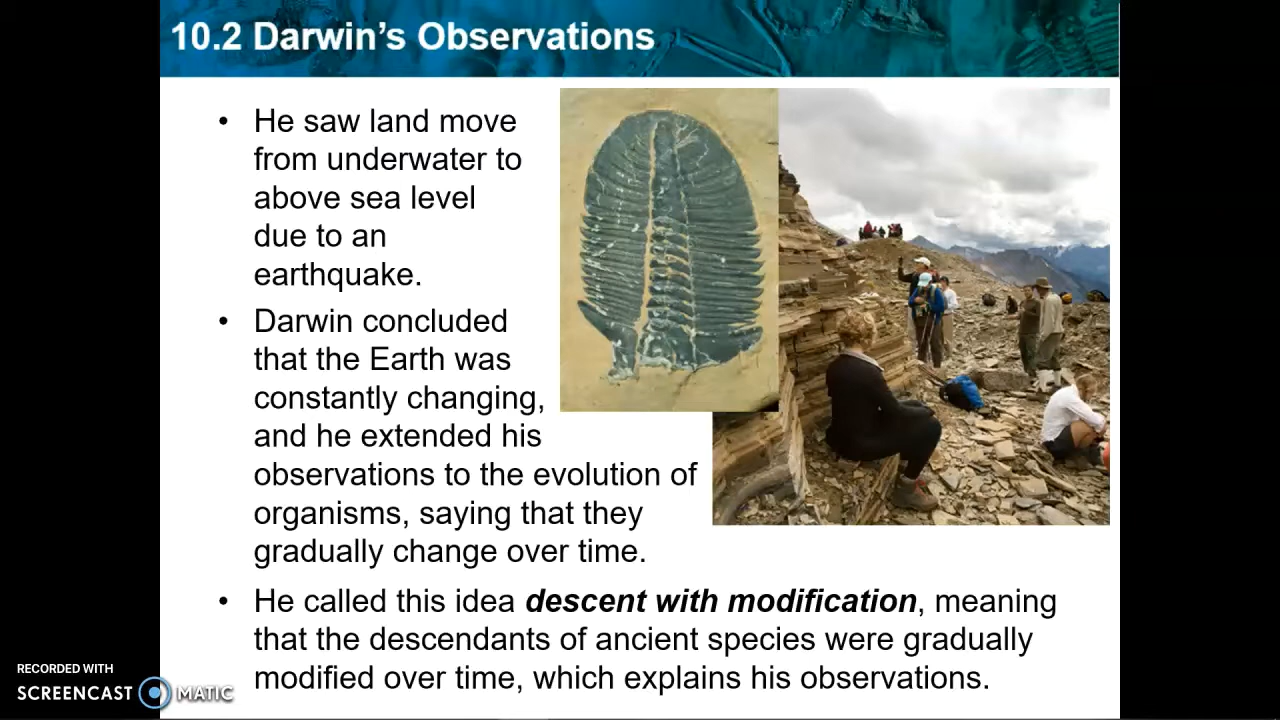 10.2 Darwin's Observations
• He saw land move
from underwater to
above sea level
due to an
earthquake.
• Darwin concluded
that the Earth was
constantly changing,
and he extended his
observations to the evolution of
organisms, saying that they
gradually change over time.
• He called this idea descent with modification, meaning
that the descendants of ancient species were gradually
modified over time, which explains his observations.
RECORDED WITH
SCREENCAST MATIC